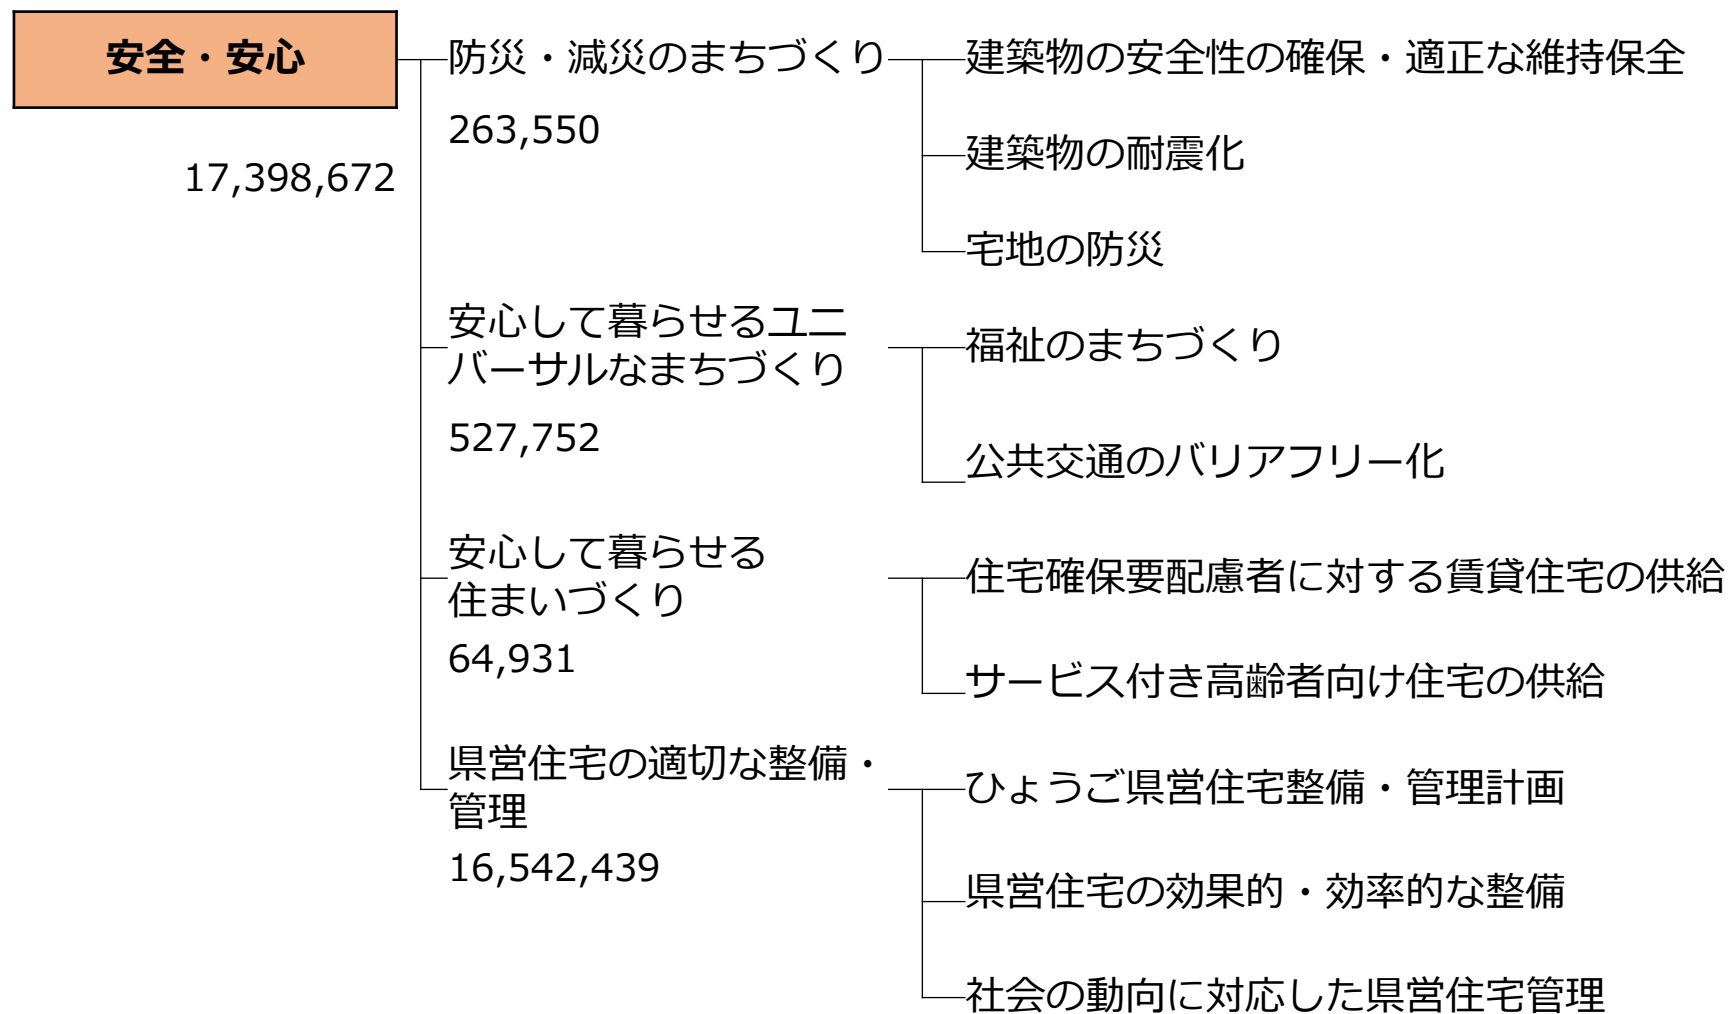 安全・安心
17,398,672
防災・減災のまちづくり
263,550
建築物の安全性の確保・適正な維持保全
建築物の耐震化
宅地の防災
安心して暮らせるユニ
バーサルなまちづくり
527,752
福祉のまちづくり
公共交通のバリアフリー化
安心して暮らせる
住まいづくり
64,931
住宅確保要配慮者に対する賃貸住宅の供給
サービス付き高齢者向け住宅の供給
県営住宅の適切な整備・
管理
16,542,439
ひょうご県営住宅整備・管理計画
県営住宅の効果的・効率的な整備
社会の動向に対応した県営住宅管理